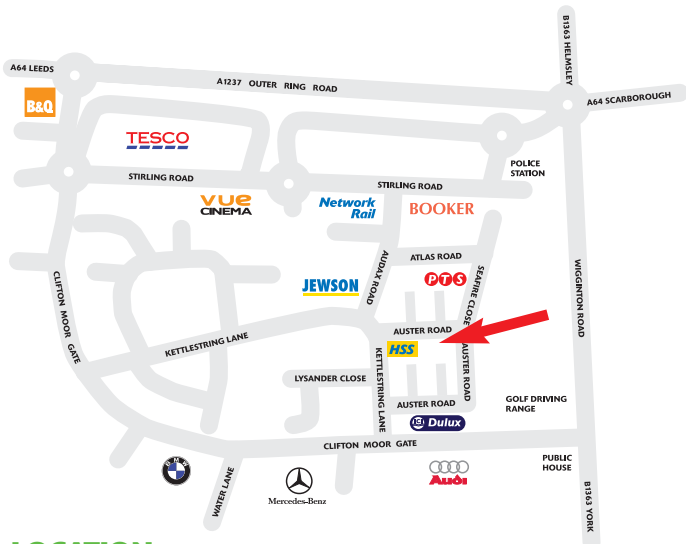 B1363 HELMSLEY
A64 LEEDS
A1237 OUTER RING ROAD
A64 SCARBOROUGH
B&Q
TESCO
POLICE
STATION
STIRLING ROAD
STIRLING ROAD
VUE
CINEMA
Network
Rail
BOOKER
AUDAX ROAD
ATLAS ROAD
PTS
SEAFIRE CLOSE
WIGGINTON ROAD
JEWSON
CLIFTON MOOR GATE
KETTLESTRING LANE
AUSTER ROAD
HSS
KETTLESTRING LANE
AUSTER ROAD
LYSANDER CLOSE
AUSTER ROAD
GOLF DRIVING
RANGE
ICI Dulux
CLIFTON MOOR GATE
BMW
WATER LANE
Mercedes-Benz
Audi
PUBLIC
HOUSE
B1363 YORK
LOCATION